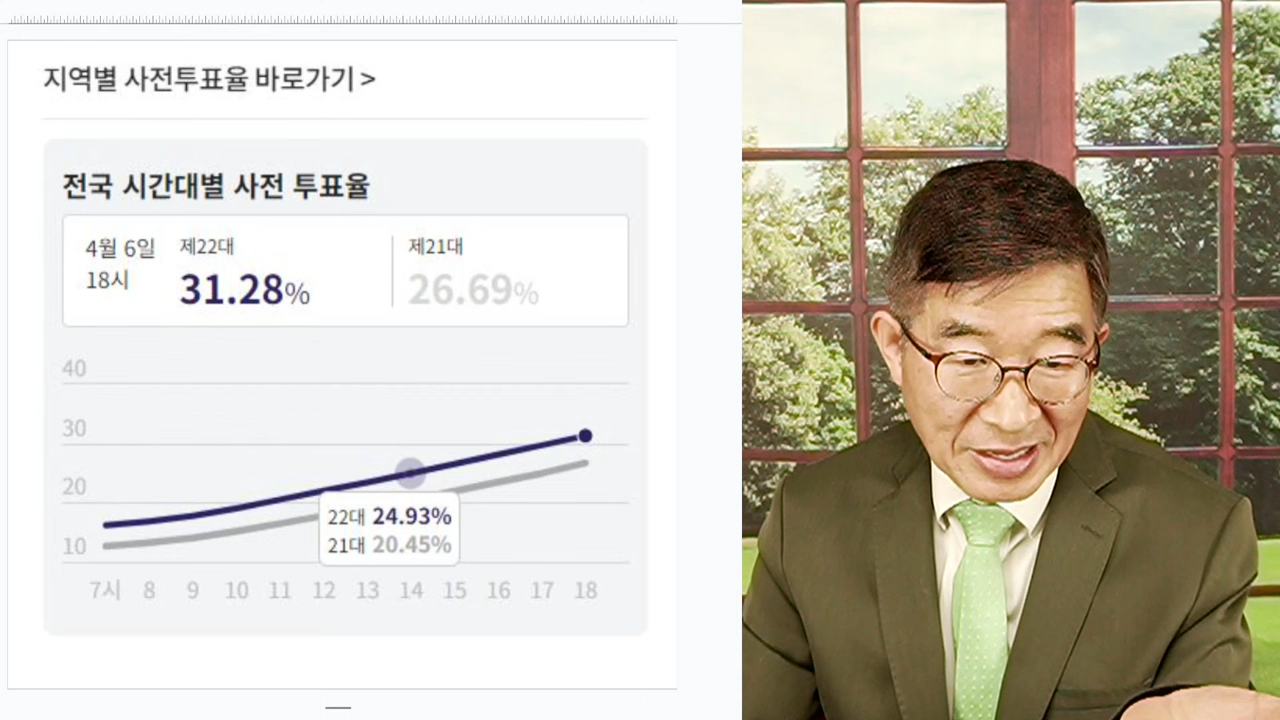 지역별 사전투표율 바로가기 >
전국 시간대별 사전 투표율
4월 6일 제22대 제21대
18시 31.28% 26.69%
40
30
20
22대 24.93%
21대 20.45%
10
7시 8 9 10 11 12 13 14 15 16 17 18